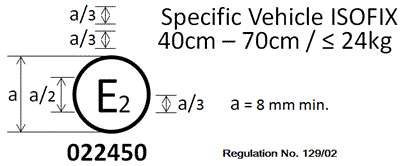 a/3
Specific Vehicle ISOFIX
a/3
40cm – 70cm / ≤ 24kg
a
a/2
E2
a/3
a = 8 mm min.
022450
Regulation No. 129/02